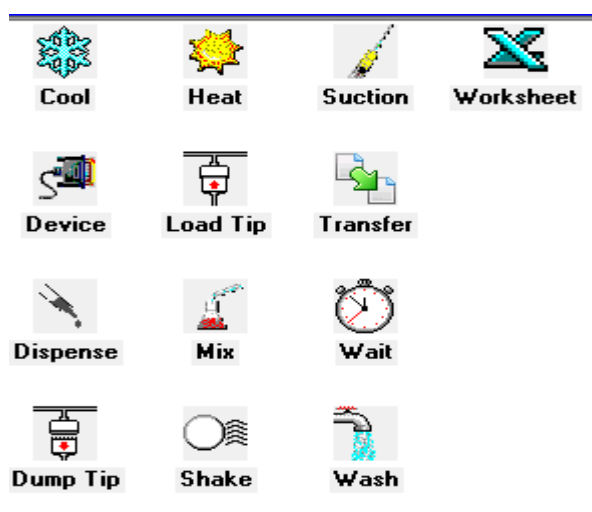 Cool Heat Suction Worksheet
Device Load Tip Transfer
Dispense Mix Wait
Dump Tip Shake Wash